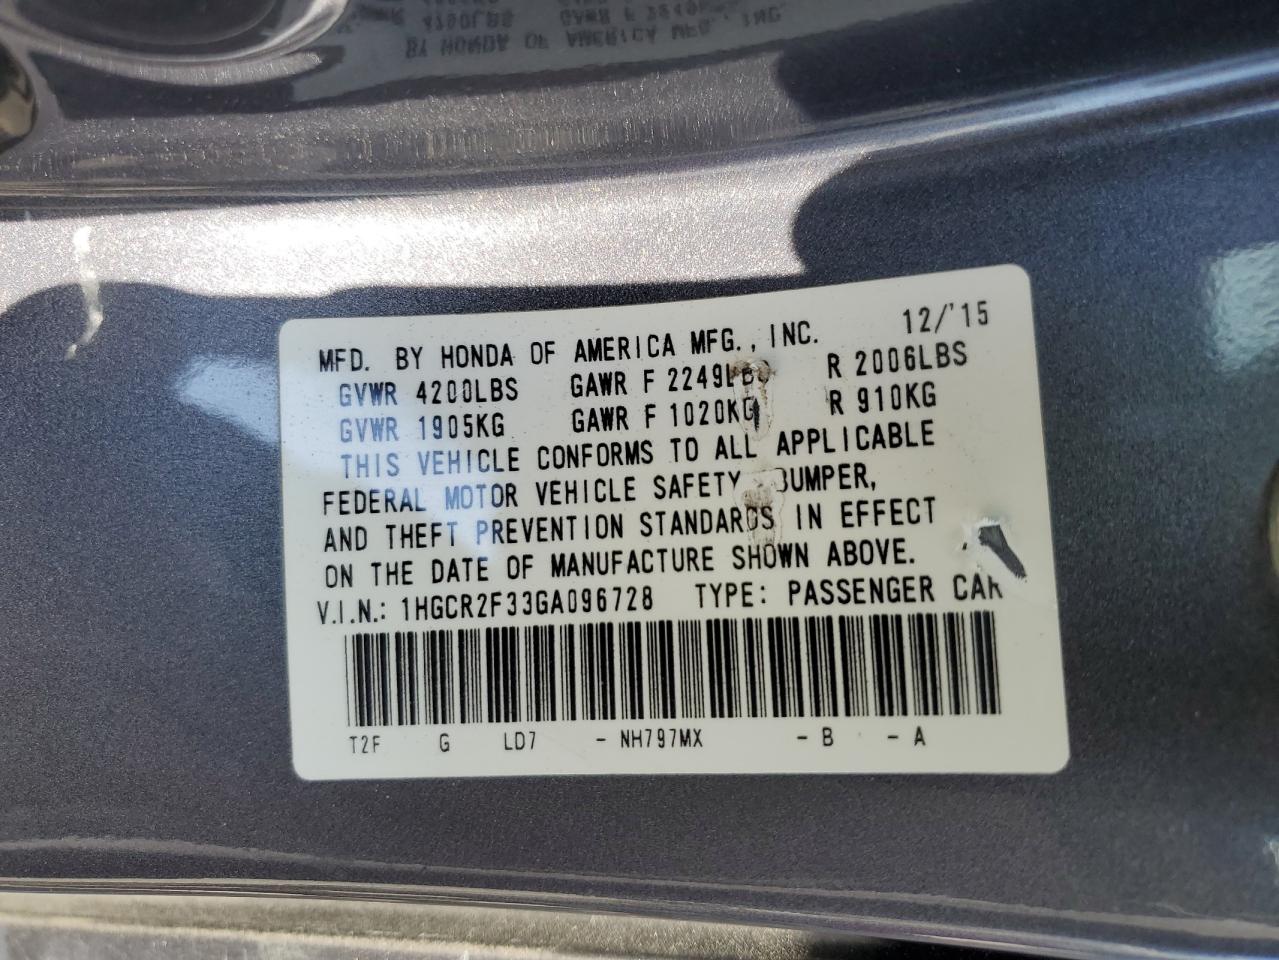 MFD. BY HONDA OF AMERICA MFG., INC. 12/'15
GVWR 4200LBS GAWR F 2249LBS R 2006LBS
GVWR 1905KG GAWR F 1020KG R 910KG
THIS VEHICLE CONFORMS TO ALL APPLICABLE
FEDERAL MOTOR VEHICLE SAFETY, BUMPER,
AND THEFT PREVENTION STANDARDS IN EFFECT
ON THE DATE OF MANUFACTURE SHOWN ABOVE.
V.I.N.: 1HGCR2F33GA096728 TYPE: PASSENGER CAR
T2F G LD7 - NH797MX - B - A